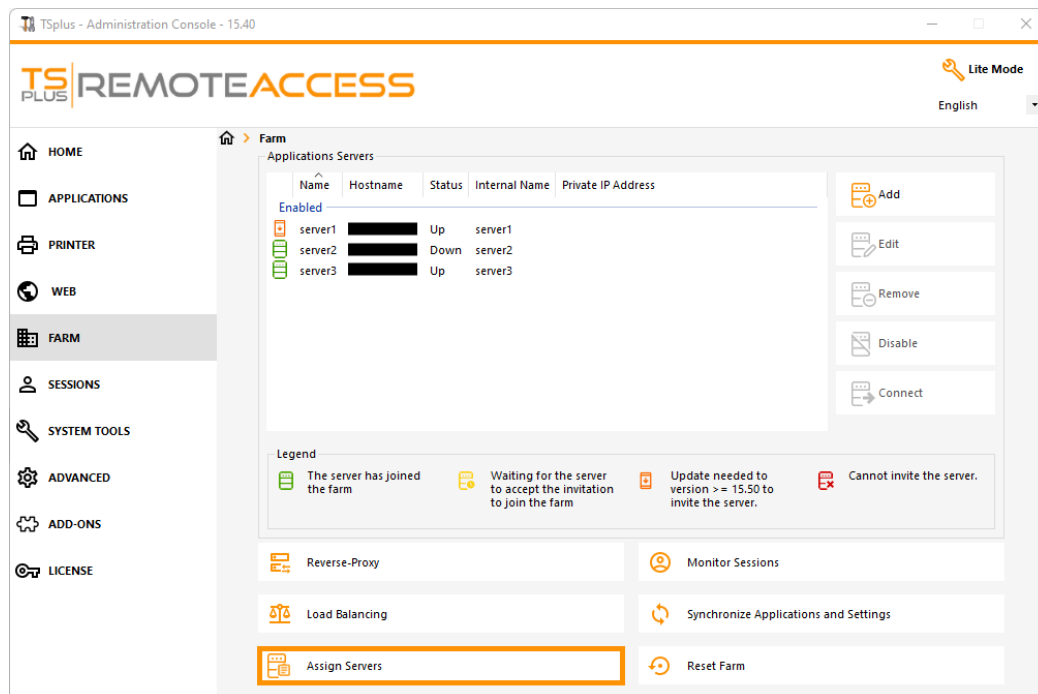 TSplus - Administration Console - 15.40
TS PLUS REMOTEACCESS
Lite Mode
English
HOME
APPLICATIONS
PRINTER
WEB
FARM
SESSIONS
SYSTEM TOOLS
ADVANCED
ADD-ONS
LICENSE
Farm
Applications Servers
Name Hostname Status Internal Name Private IP Address
Enabled
server1 Up server1
server2 Down server2
server3 Up server3
Add
Edit
Remove
Disable
Connect
Legend
The server has joined
the farm
Waiting for the server
to accept the invitation
to join the farm
Update needed to
version >= 15.50 to
invite the server.
Cannot invite the server.
Reverse-Proxy
Monitor Sessions
Load Balancing
Synchronize Applications and Settings
Assign Servers
Reset Farm